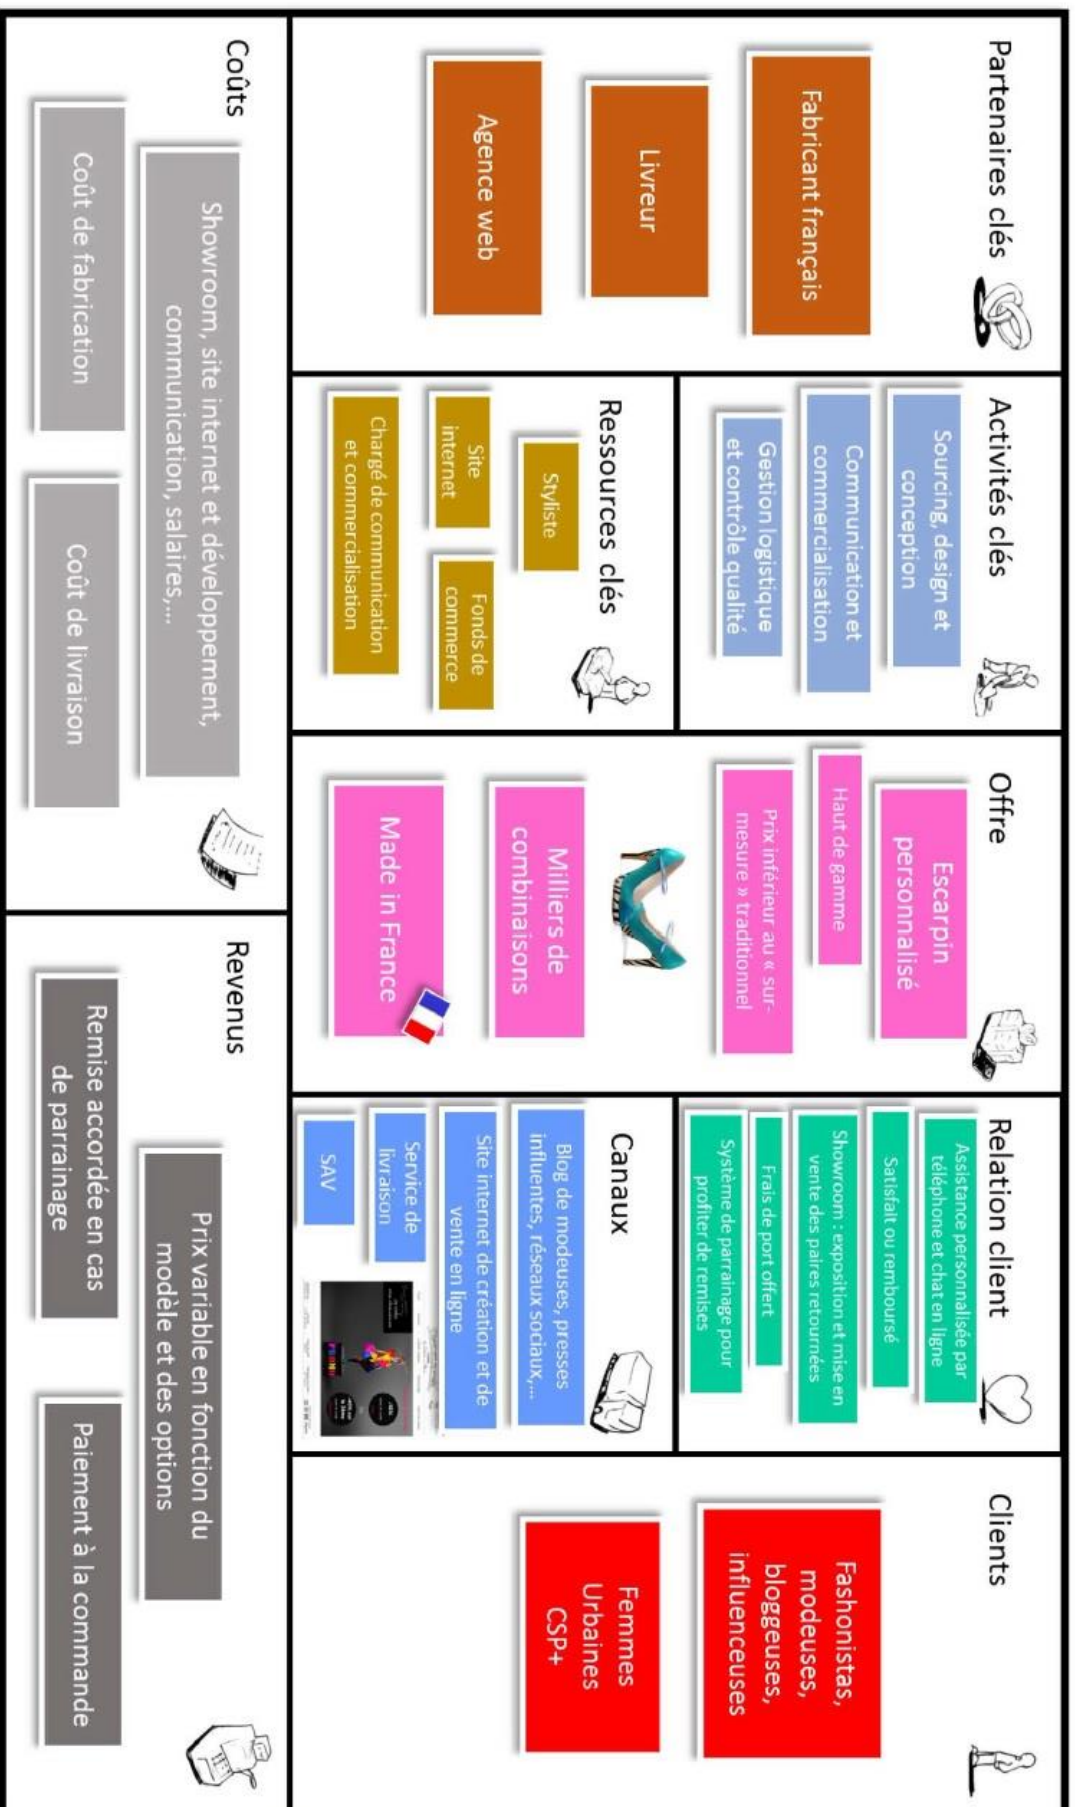 Partenaires clés
Fabricant français
Livreur
Agence web
Activités clés
Sourcing, design et
conception
Communication et
commercialisation
Gestion logistique
et contrôle qualité
Ressources clés
Styliste
Site
internet
Fonds de
commerce
Chargé de communication
et commercialisation
Offre
Escarpin
personnalisé
Haut de gamme
Prix inférieur au « sur-
mesure » traditionnel
Milliers de
combinaisons
Made in France
Relation client
Assistance personnalisée par
téléphone et chat en ligne
Satisfait ou remboursé
Showroom : exposition et mise en
vente des paires retournées
Frais de port offert
Système de parrainage pour
profiter de remises
Canaux
Blog de modeuses, presses
influentes, réseaux sociaux,...
Site internet de création et de
vente en ligne
Service de
livraison
SAV
Clients
Fashonistas,
modeuses,
bloggeuses,
influenceuses
Femmes
Urbaines
CSP+
Coûts
Showroom, site internet et développement,
communication, salaires,...
Coût de fabrication
Coût de livraison
Revenus
Prix variable en fonction du
modèle et des options
Remise accordée en cas
de parrainage
Paiement à la commande